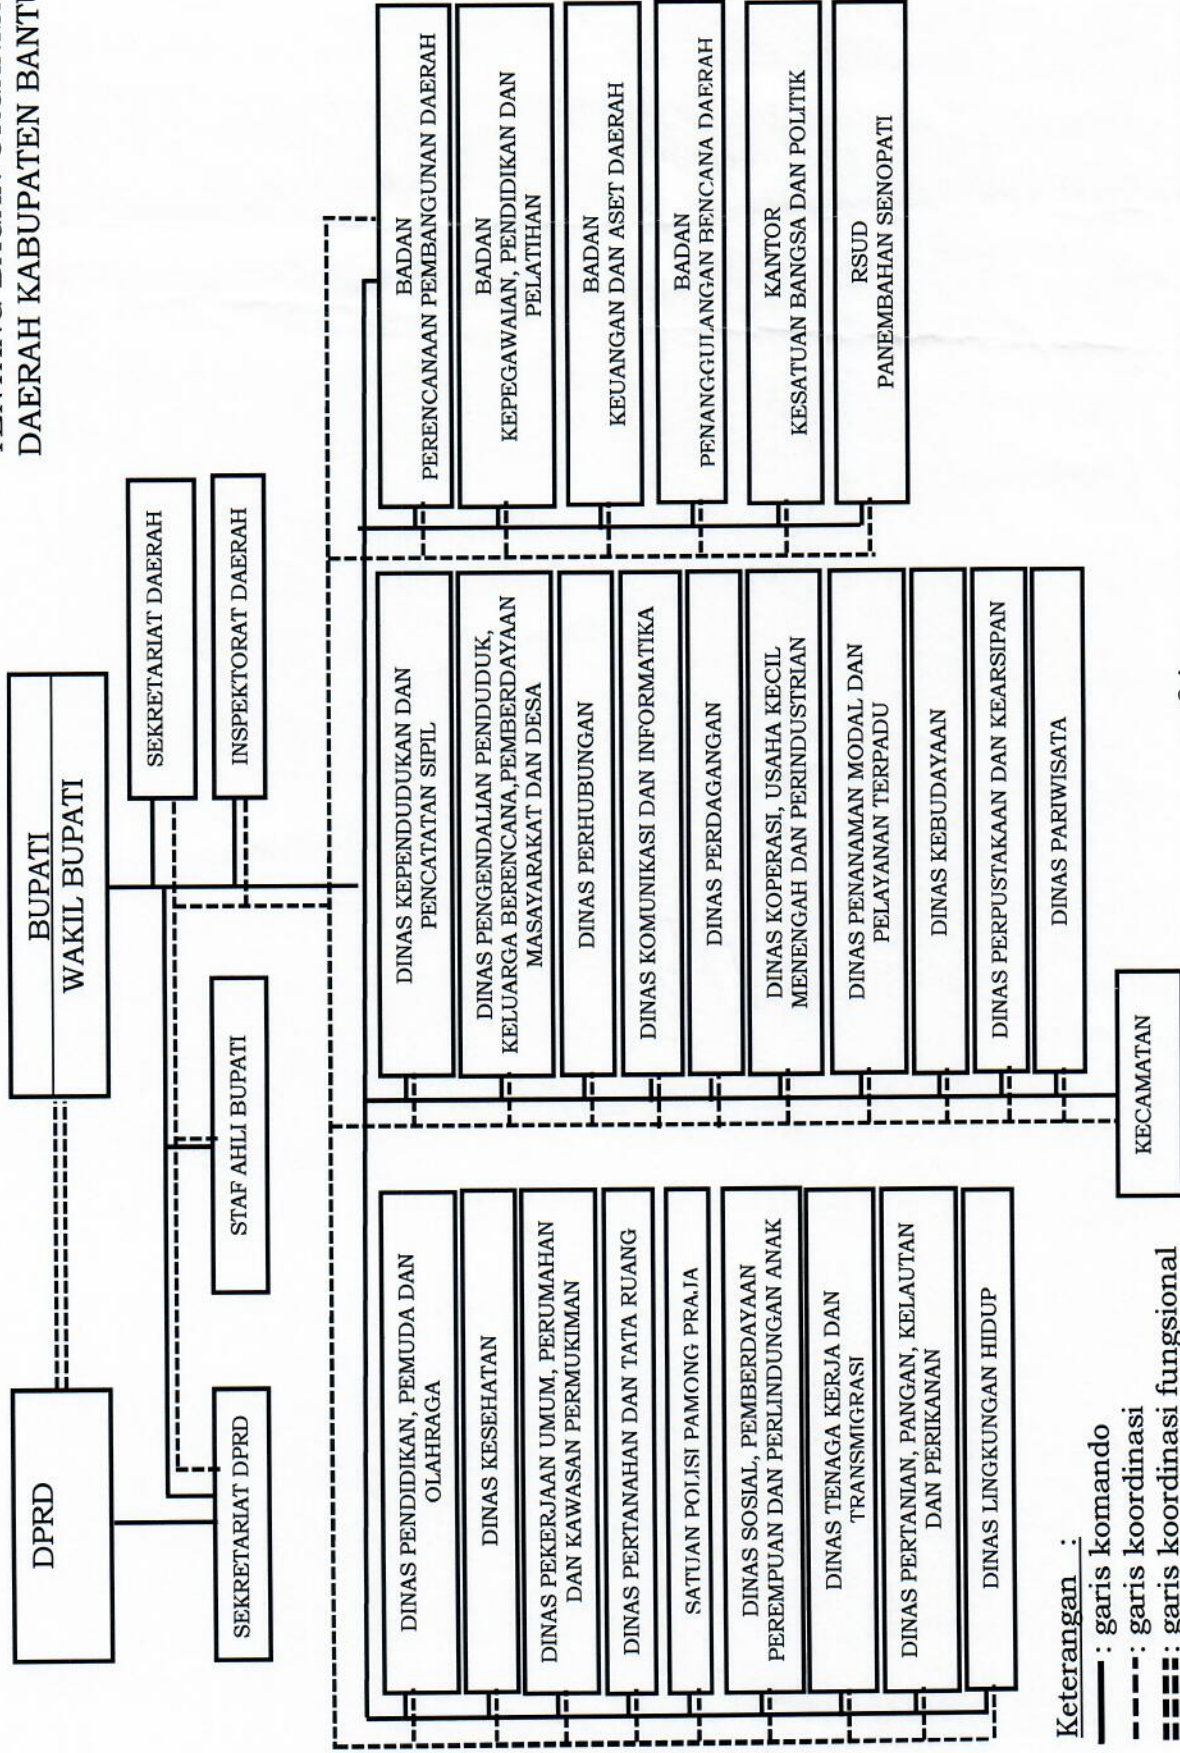 DAERAH KABUPATEN
DPRD
BUPATI
WAKIL BUPATI
SEKRETARIAT DAERAH
INSPEKTORAT DAERAH
STAF AHLI BUPATI
SEKRETARIAT DPRD
DINAS PENDIDIKAN, PEMUDA DAN
OLAHRAGA
DINAS KESEHATAN
DINAS PEKERJAAN UMUM, PERUMAHAN
DAN KAWASAN PERMUKIMAN
DINAS PERTANAHAN DAN TATA RUANG
SATUAN POLISI PAMONG PRAJA
DINAS SOSIAL, PEMBERDAYAAN
PEREMPUAN DAN PERLINDUNGAN ANAK
DINAS TENAGA KERJA DAN
TRANSMIGRASI
DINAS PERTANIAN, PANGAN, KELAUTAN
DAN PERIKANAN
DINAS LINGKUNGAN HIDUP
DINAS KEPENDUDUKAN DAN
PENCATATAN SIPIL
DINAS PENGENDALIAN PENDUDUK,
KELUARGA BERENCANA,PEMBERDAYAAN
MASAYARAKAT DAN DESA
DINAS PERHUBUNGAN
DINAS KOMUNIKASI DAN INFORMATIKA
DINAS PERDAGANGAN
DINAS KOPERASI, USAHA KECIL
MENENGAH DAN PERINDUSTRIAN
DINAS PENANAMAN MODAL DAN
PELAYANAN TERPADU
DINAS KEBUDAYAAN
DINAS PERPUSTAKAAN DAN KEARSIPAN
DINAS PARIWISATA
KECAMATAN
BADAN
PERENCANAAN PEMBANGUNAN DAERAH
BADAN
KEPEGAWAIAN, PENDIDIKAN DAN
PELATIHAN
BADAN
KEUANGAN DAN ASET DAERAH
BADAN
PENANGGULANGAN BENCANA DAERAH
KANTOR
KESATUAN BANGSA DAN POLITIK
RSUD
PANEMBAHAN SENOPATI
Keterangan :
: garis komando
: garis koordinasi
: garis koordinasi fungsional